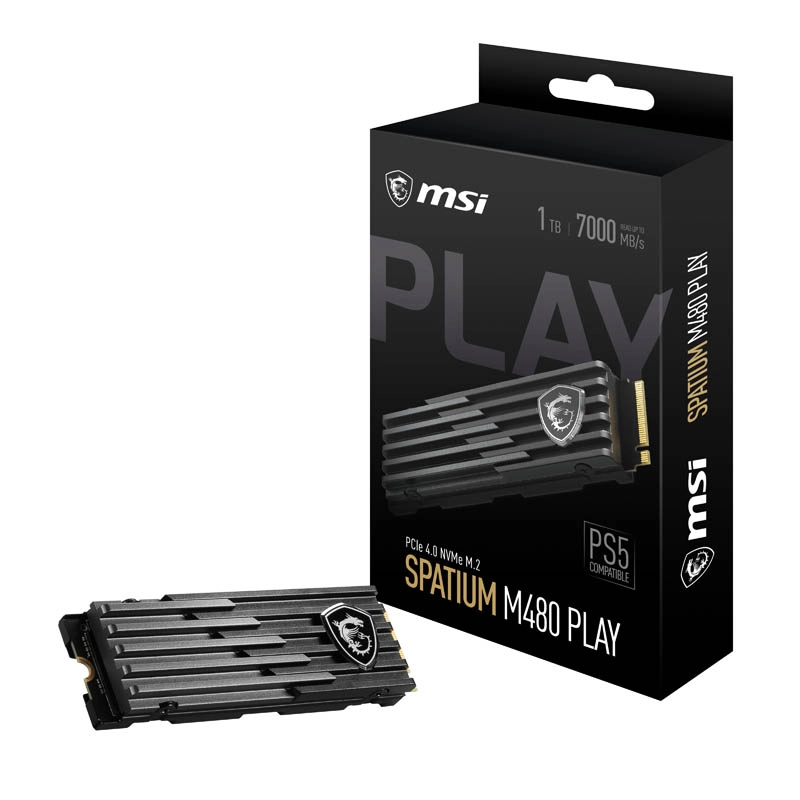 msi
1 TB | 7000 READ UP TO MB/s
PLAY
PCIe 4.0 NVMe M.2
SPATIUM M480 PLAY
PS5
COMPATIBLE
SPATIUM M480 PLAY
msi